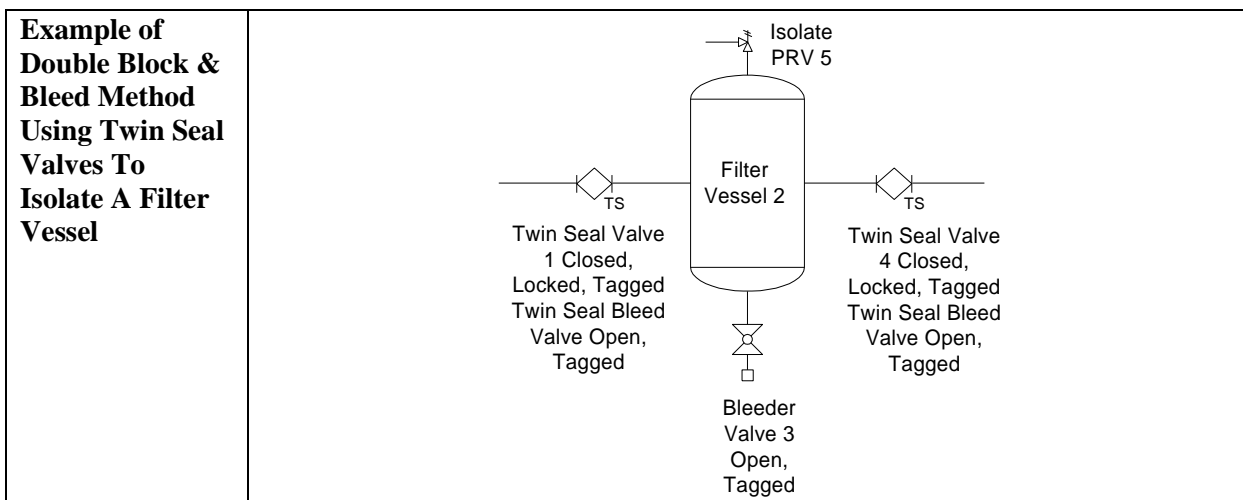 Example of
Double Block &
Bleed Method
Using Twin Seal
Valves To
Isolate A Filter
Vessel
Isolate
PRV 5
Filter
Vessel 2
TS
TS
Twin Seal Valve
1 Closed,
Locked, Tagged
Twin Seal Bleed
Valve Open,
Tagged
Twin Seal Valve
4 Closed,
Locked, Tagged
Twin Seal Bleed
Valve Open,
Tagged
Bleeder
Valve 3
Open,
Tagged